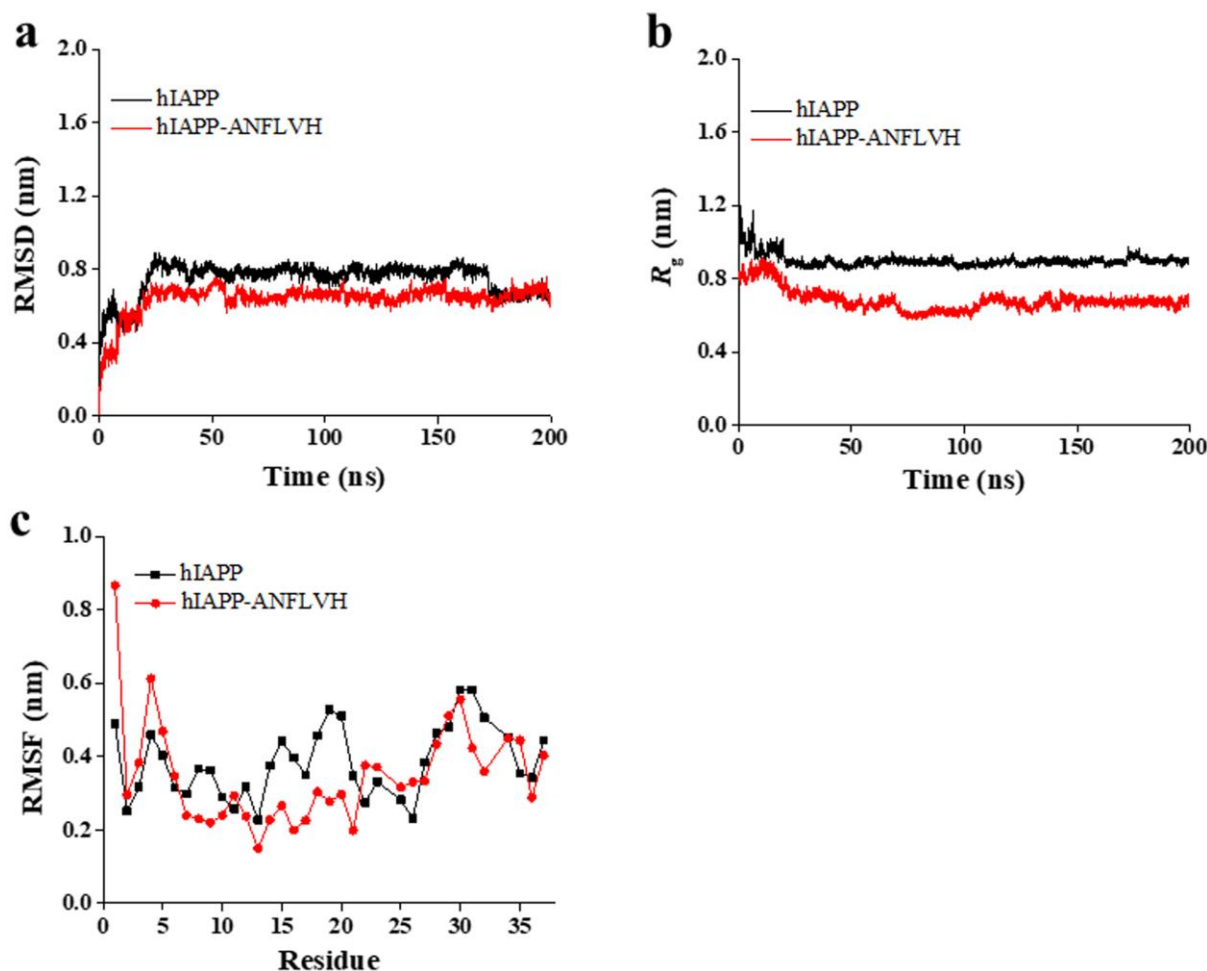 a
2.0
1.6
1.2
0.8
0.4
0.0
RMSD (nm)
hIAPP
hIAPP-ANFLVH
0 50 100 150 200
Time (ns)
b
2.0
1.6
1.2
0.8
0.4
0.0
Rg (nm)
hIAPP
hIAPP-ANFLVH
0 50 100 150 200
Time (ns)
c
1.0
0.8
0.6
0.4
0.2
0.0
RMSF (nm)
hIAPP
hIAPP-ANFLVH
0 5 10 15 20 25 30 35
Residue